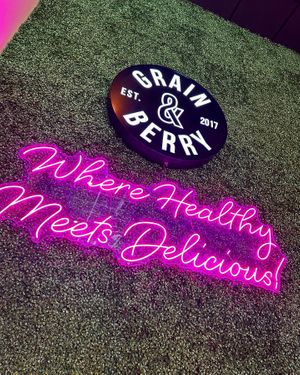 GRAIN
EST. & 2017
BERRY
Where Healthy
Meets Delicious!